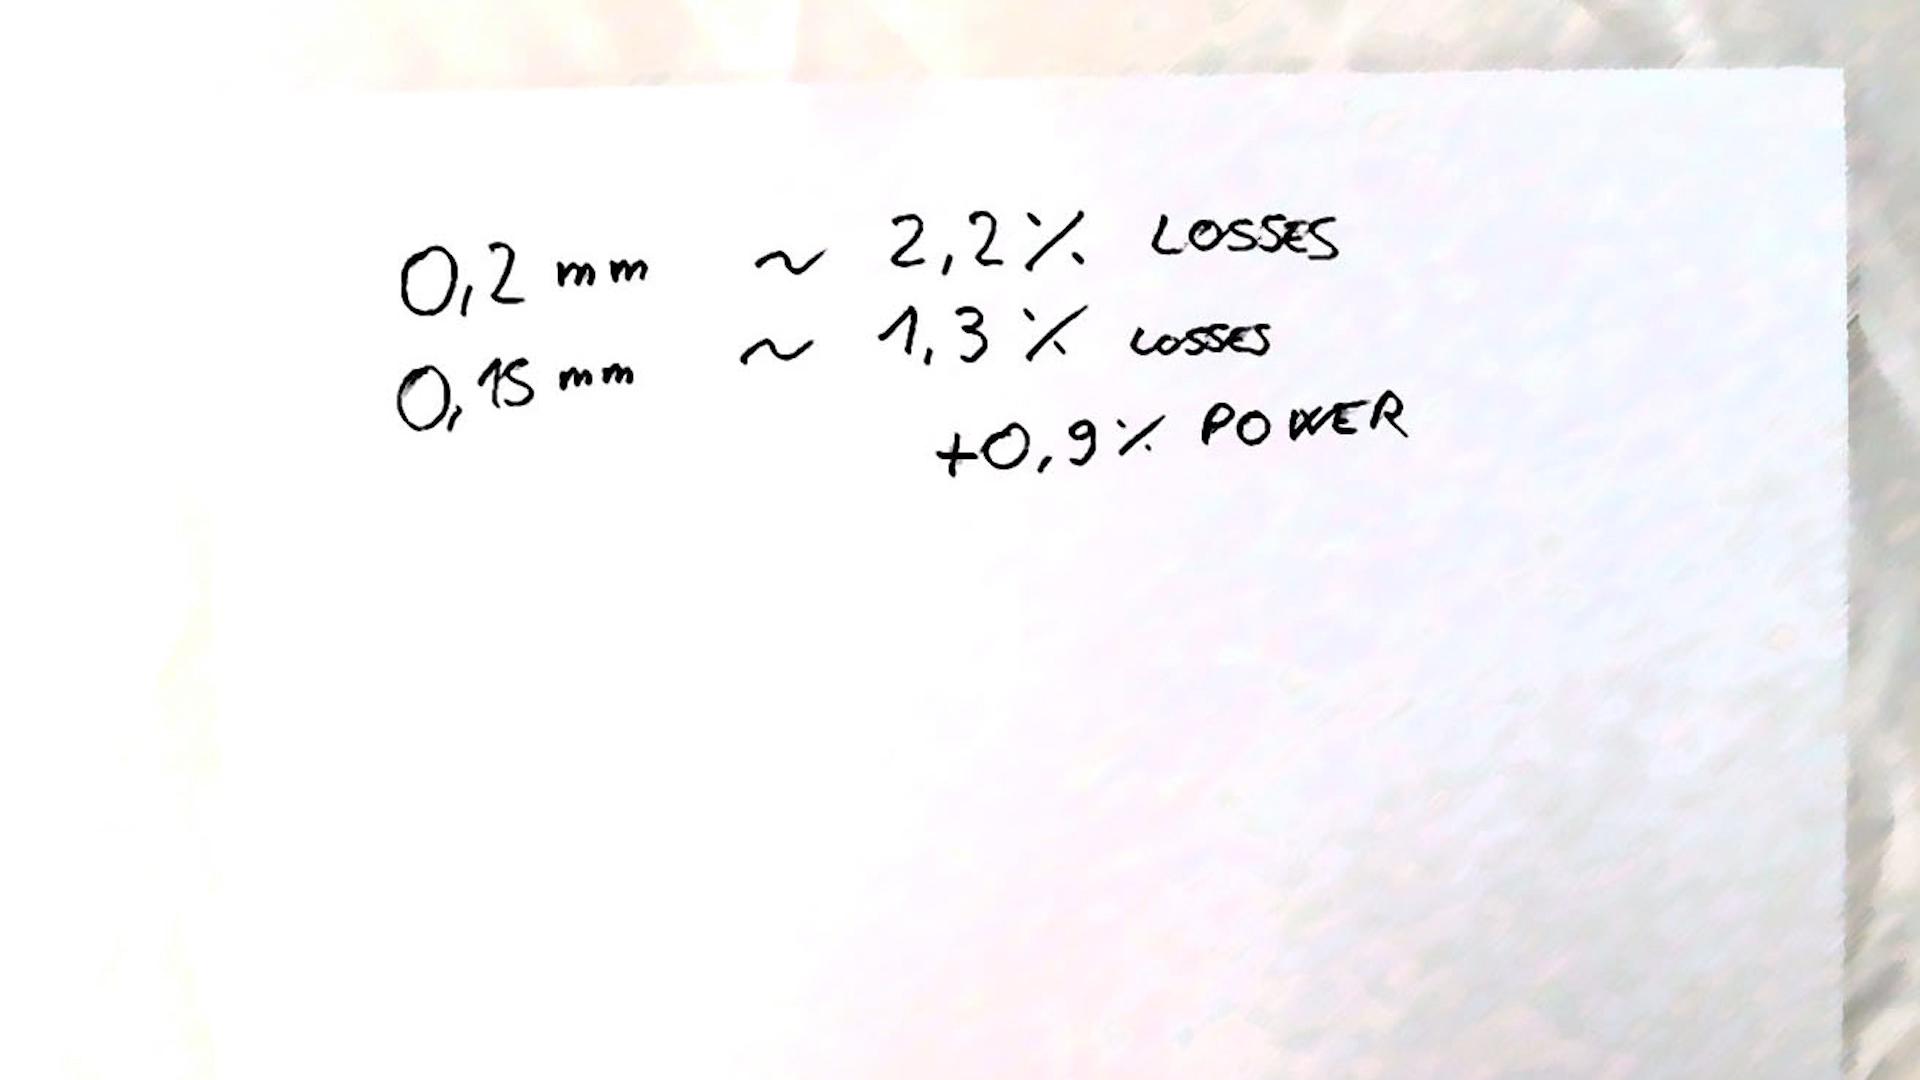 0,2 mm ~ 2,2% LOSSES
0,15 mm ~ 1,3% LOSSES
+0,9% POWER